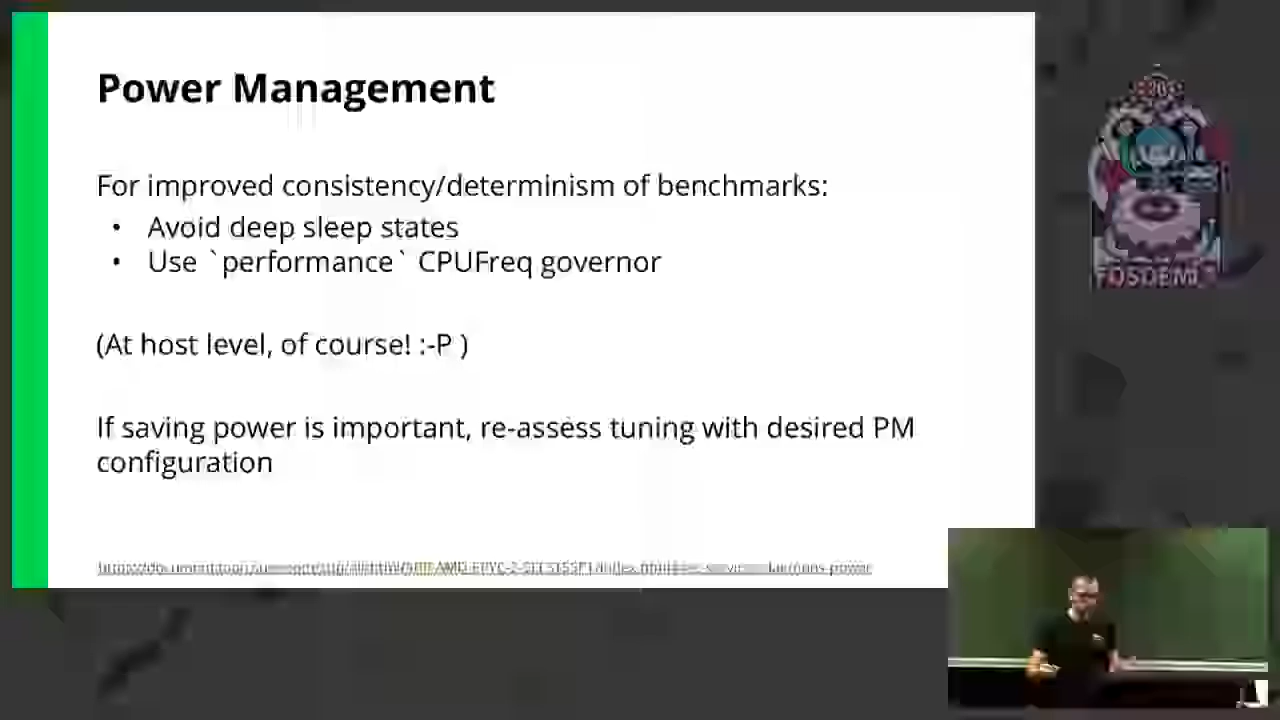 Power Management
For improved consistency/determinism of benchmarks:
• Avoid deep sleep states
• Use `performance` CPUFreq governor
(At host level, of course! :-P )
If saving power is important, re-assess tuning with desired PM
configuration
FOSDEM